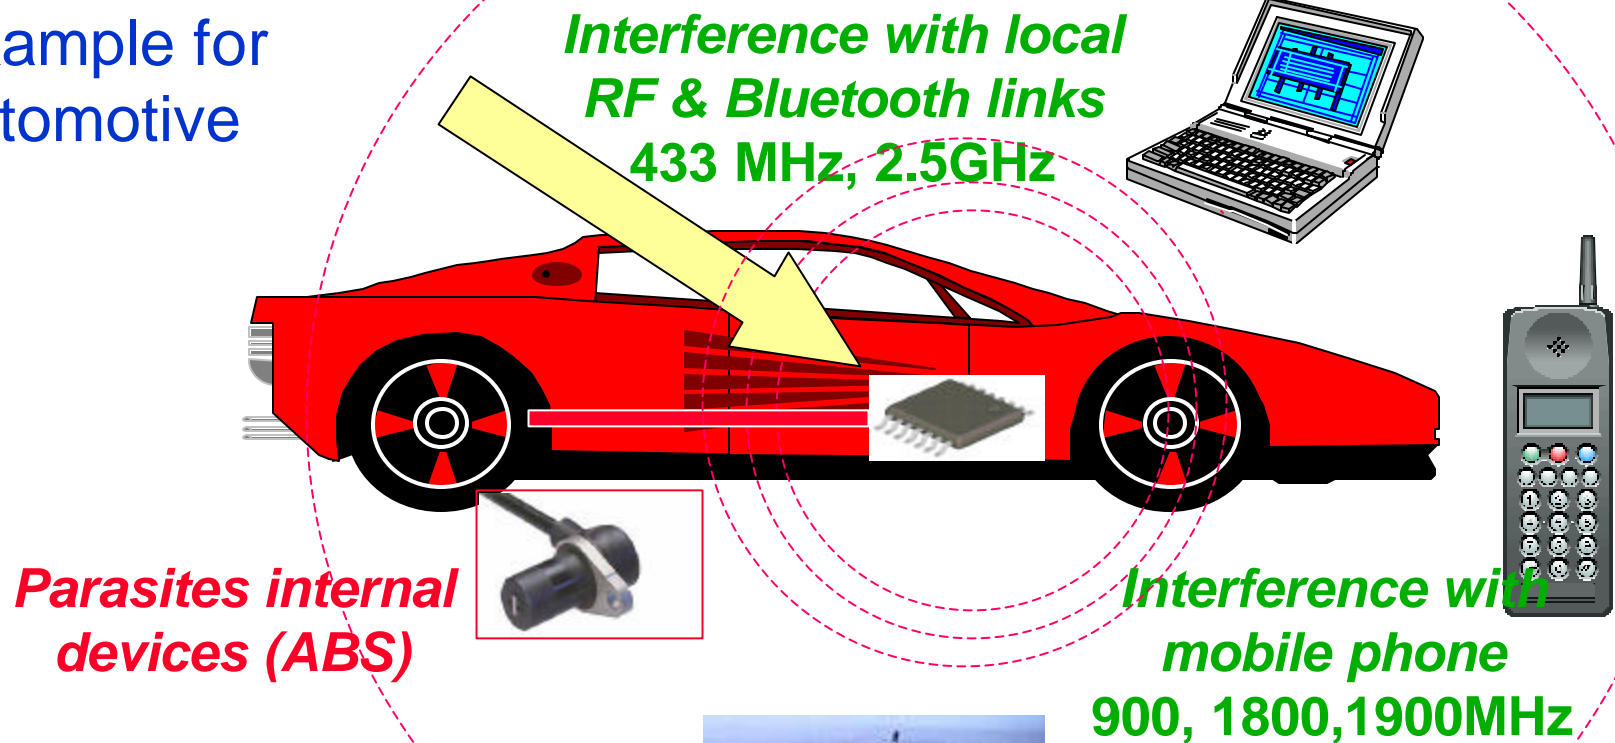 ample for
tomotive
Interference with local
RF & Bluetooth links
433 MHz, 2.5GHz
Parasites internal
devices (ABS)
Interference with
mobile phone
900, 1800,1900MHz